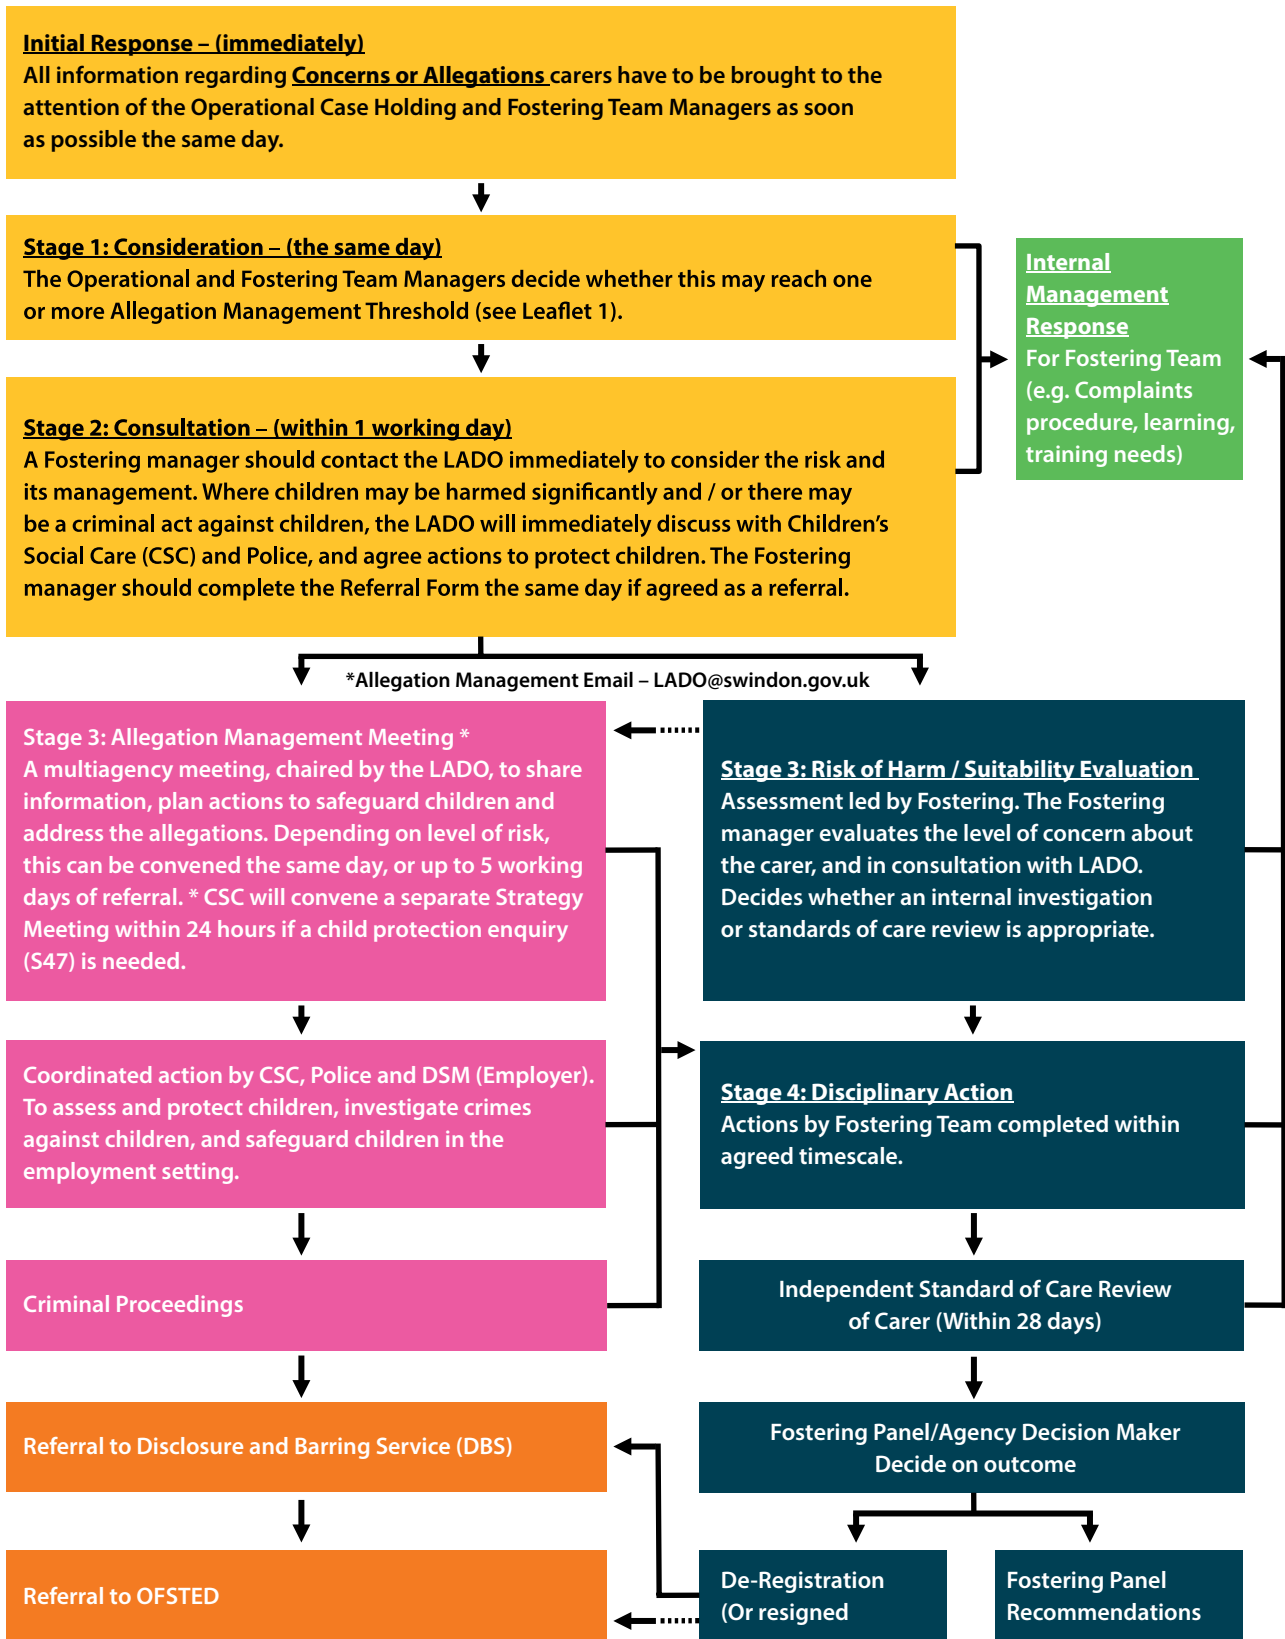 Initial Response – (immediately)
All information regarding Concerns or Allegations carers have to be brought to the
attention of the Operational Case Holding and Fostering Team Managers as soon
as possible the same day.
Stage 1: Consideration – (the same day)
The Operational and Fostering Team Managers decide whether this may reach one
or more Allegation Management Threshold (see Leaflet 1).
Internal
Management
Response
For Fostering Team
(e.g. Complaints
procedure, learning,
training needs)
Stage 2: Consultation – (within 1 working day)
A Fostering manager should contact the LADO immediately to consider the risk and
its management. Where children may be harmed significantly and / or there may
be a criminal act against children, the LADO will immediately discuss with Children's
Social Care (CSC) and Police, and agree actions to protect children. The Fostering
manager should complete the Referral Form the same day if agreed as a referral.
*Allegation Management Email – LADO@swindon.gov.uk
Stage 3: Allegation Management Meeting *
A multiagency meeting, chaired by the LADO, to share
information, plan actions to safeguard children and
address the allegations. Depending on level of risk,
this can be convened the same day, or up to 5 working
days of referral. * CSC will convene a separate Strategy
Meeting within 24 hours if a child protection enquiry
(S47) is needed.
Stage 3: Risk of Harm / Suitability Evaluation
Assessment led by Fostering. The Fostering
manager evaluates the level of concern about
the carer, and in consultation with LADO.
Decides whether an internal investigation
or standards of care review is appropriate.
Coordinated action by CSC, Police and DSM (Employer).
To assess and protect children, investigate crimes
against children, and safeguard children in the
employment setting.
Stage 4: Disciplinary Action
Actions by Fostering Team completed within
agreed timescale.
Criminal Proceedings
Independent Standard of Care Review
of Carer (Within 28 days)
Referral to Disclosure and Barring Service (DBS)
Fostering Panel/Agency Decision Maker
Decide on outcome
Referral to OFSTED
De-Registration
(Or resigned
Fostering Panel
Recommendations